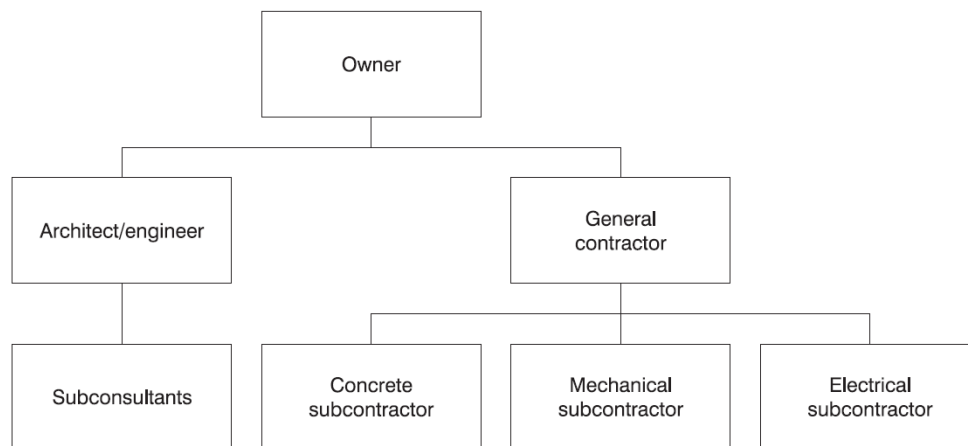 Owner
Architect/engineer
General
contractor
Subconsultants
Concrete
subcontractor
Mechanical
subcontractor
Electrical
subcontractor